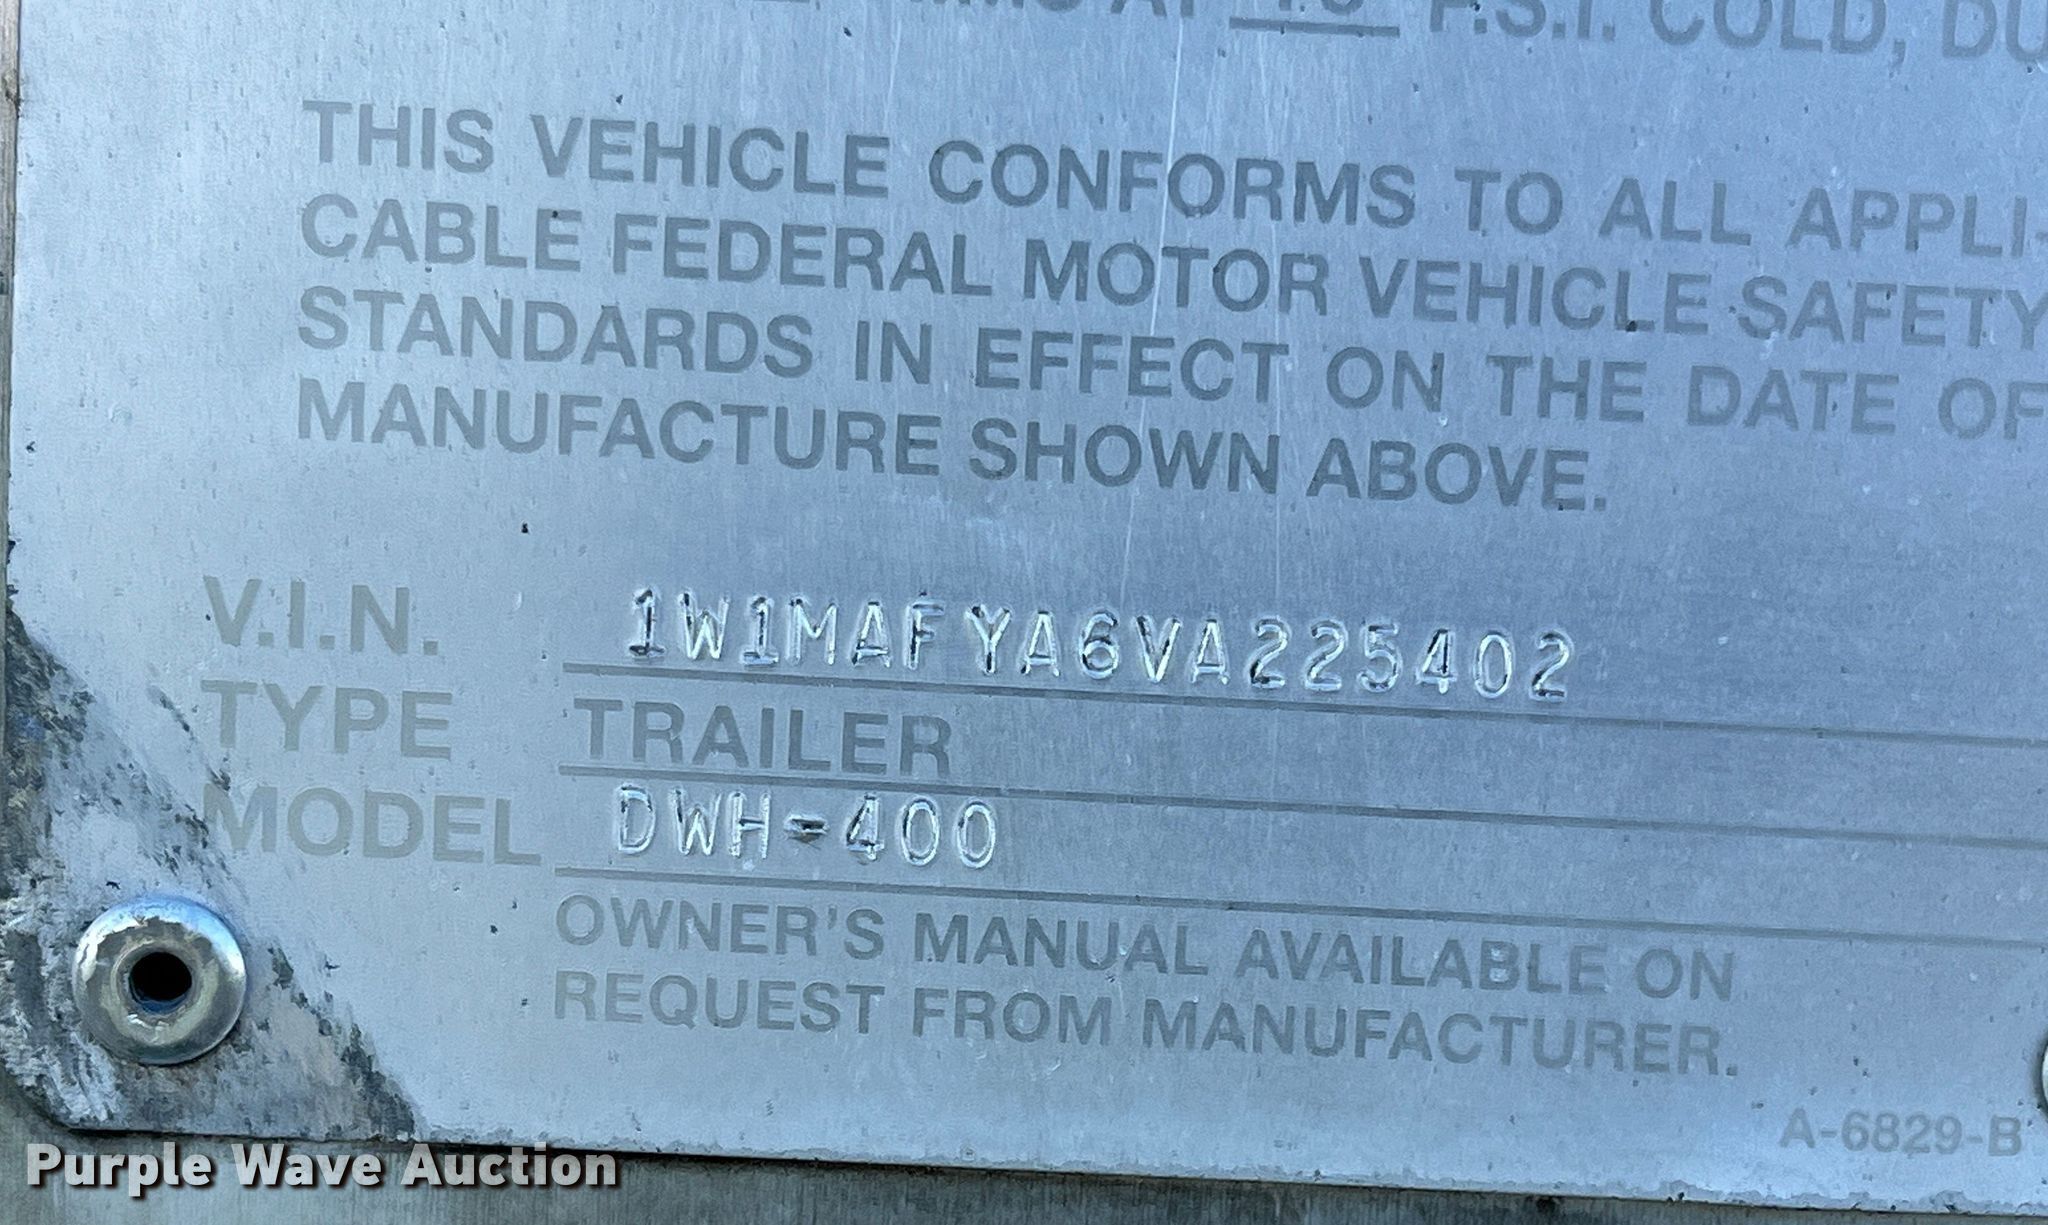 P.S.I. COLD, DU
THIS VEHICLE CONFORMS TO ALL APPLI-
CABLE FEDERAL MOTOR VEHICLE SAFETY
STANDARDS IN EFFECT ON THE DATE OF
MANUFACTURE SHOWN ABOVE.
V.I.N. 1W1MAFYA6VA225402
TYPE TRAILER
MODEL DWH-400
OWNER'S MANUAL AVAILABLE ON
REQUEST FROM MANUFACTURER.
A-6829-B
Purple Wave Auction